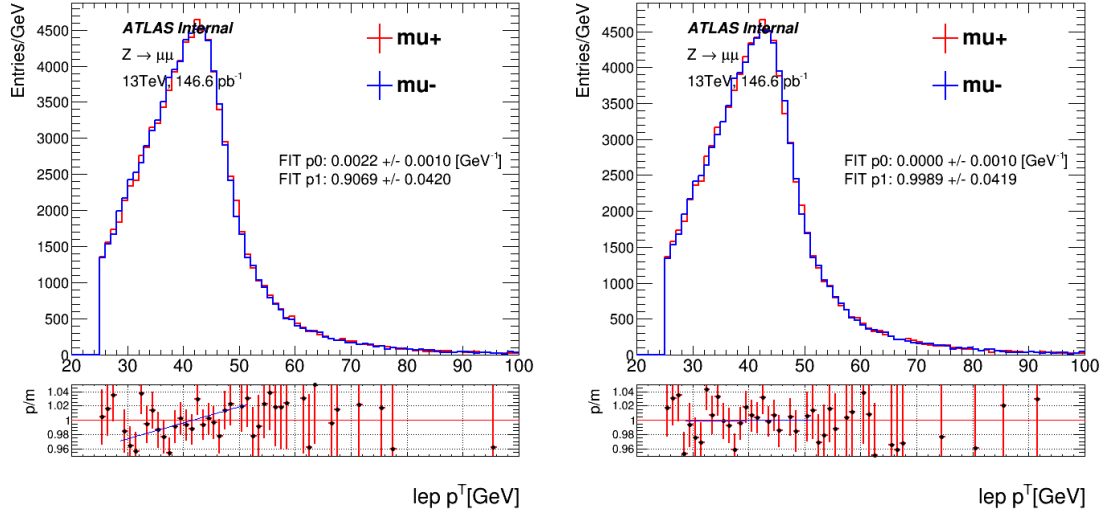 Entries/GeV
4500
4000
3500
3000
2500
2000
1500
1000
500
0
ATLAS Internal
Z → μμ
13TeV, 146.6 pb⁻¹
mu+
mu-
FIT p0: 0.0022 +/- 0.0010 [GeV⁻¹]
FIT p1: 0.9069 +/- 0.0420
20 30 40 50 60 70 80 90 100
p/m
1.04
1.02
1
0.98
0.96
lep pᵀ[GeV]
Entries/GeV
4500
4000
3500
3000
2500
2000
1500
1000
500
0
ATLAS Internal
Z → μμ
13TeV, 146.6 pb⁻¹
mu+
mu-
FIT p0: 0.0000 +/- 0.0010 [GeV⁻¹]
FIT p1: 0.9989 +/- 0.0419
20 30 40 50 60 70 80 90 100
p/m
1.04
1.02
1
0.98
0.96
lep pᵀ[GeV]